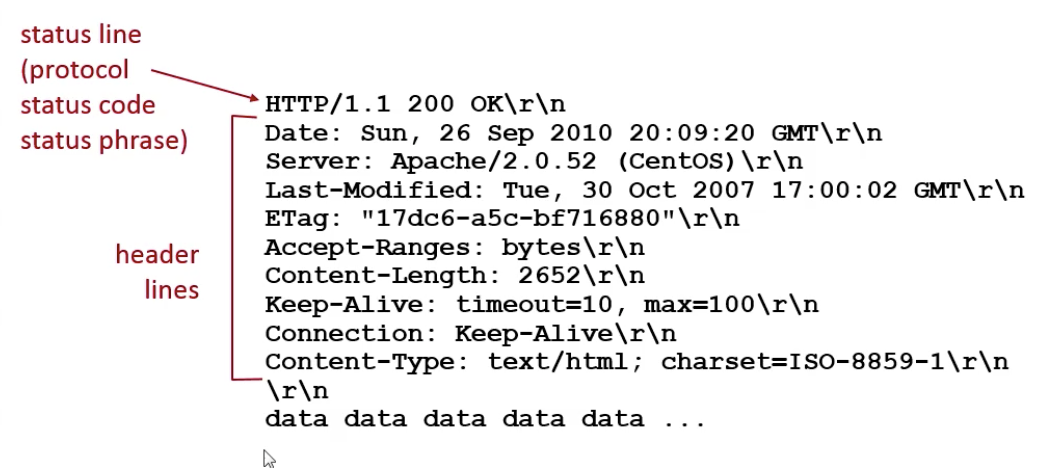 status line
(protocol
status code
status phrase)
HTTP/1.1 200 OK\r\n
Date: Sun, 26 Sep 2010 20:09:20 GMT\r\n
Server: Apache/2.0.52 (CentOS)\r\n
Last-Modified: Tue, 30 Oct 2007 17:00:02 GMT\r\n
ETag: "17dc6-a5c-bf716880"\r\n
Accept-Ranges: bytes\r\n
Content-Length: 2652\r\n
Keep-Alive: timeout=10, max=100\r\n
Connection: Keep-Alive\r\n
Content-Type: text/html; charset=ISO-8859-1\r\n
\r\n
data data data data data ...
header
lines